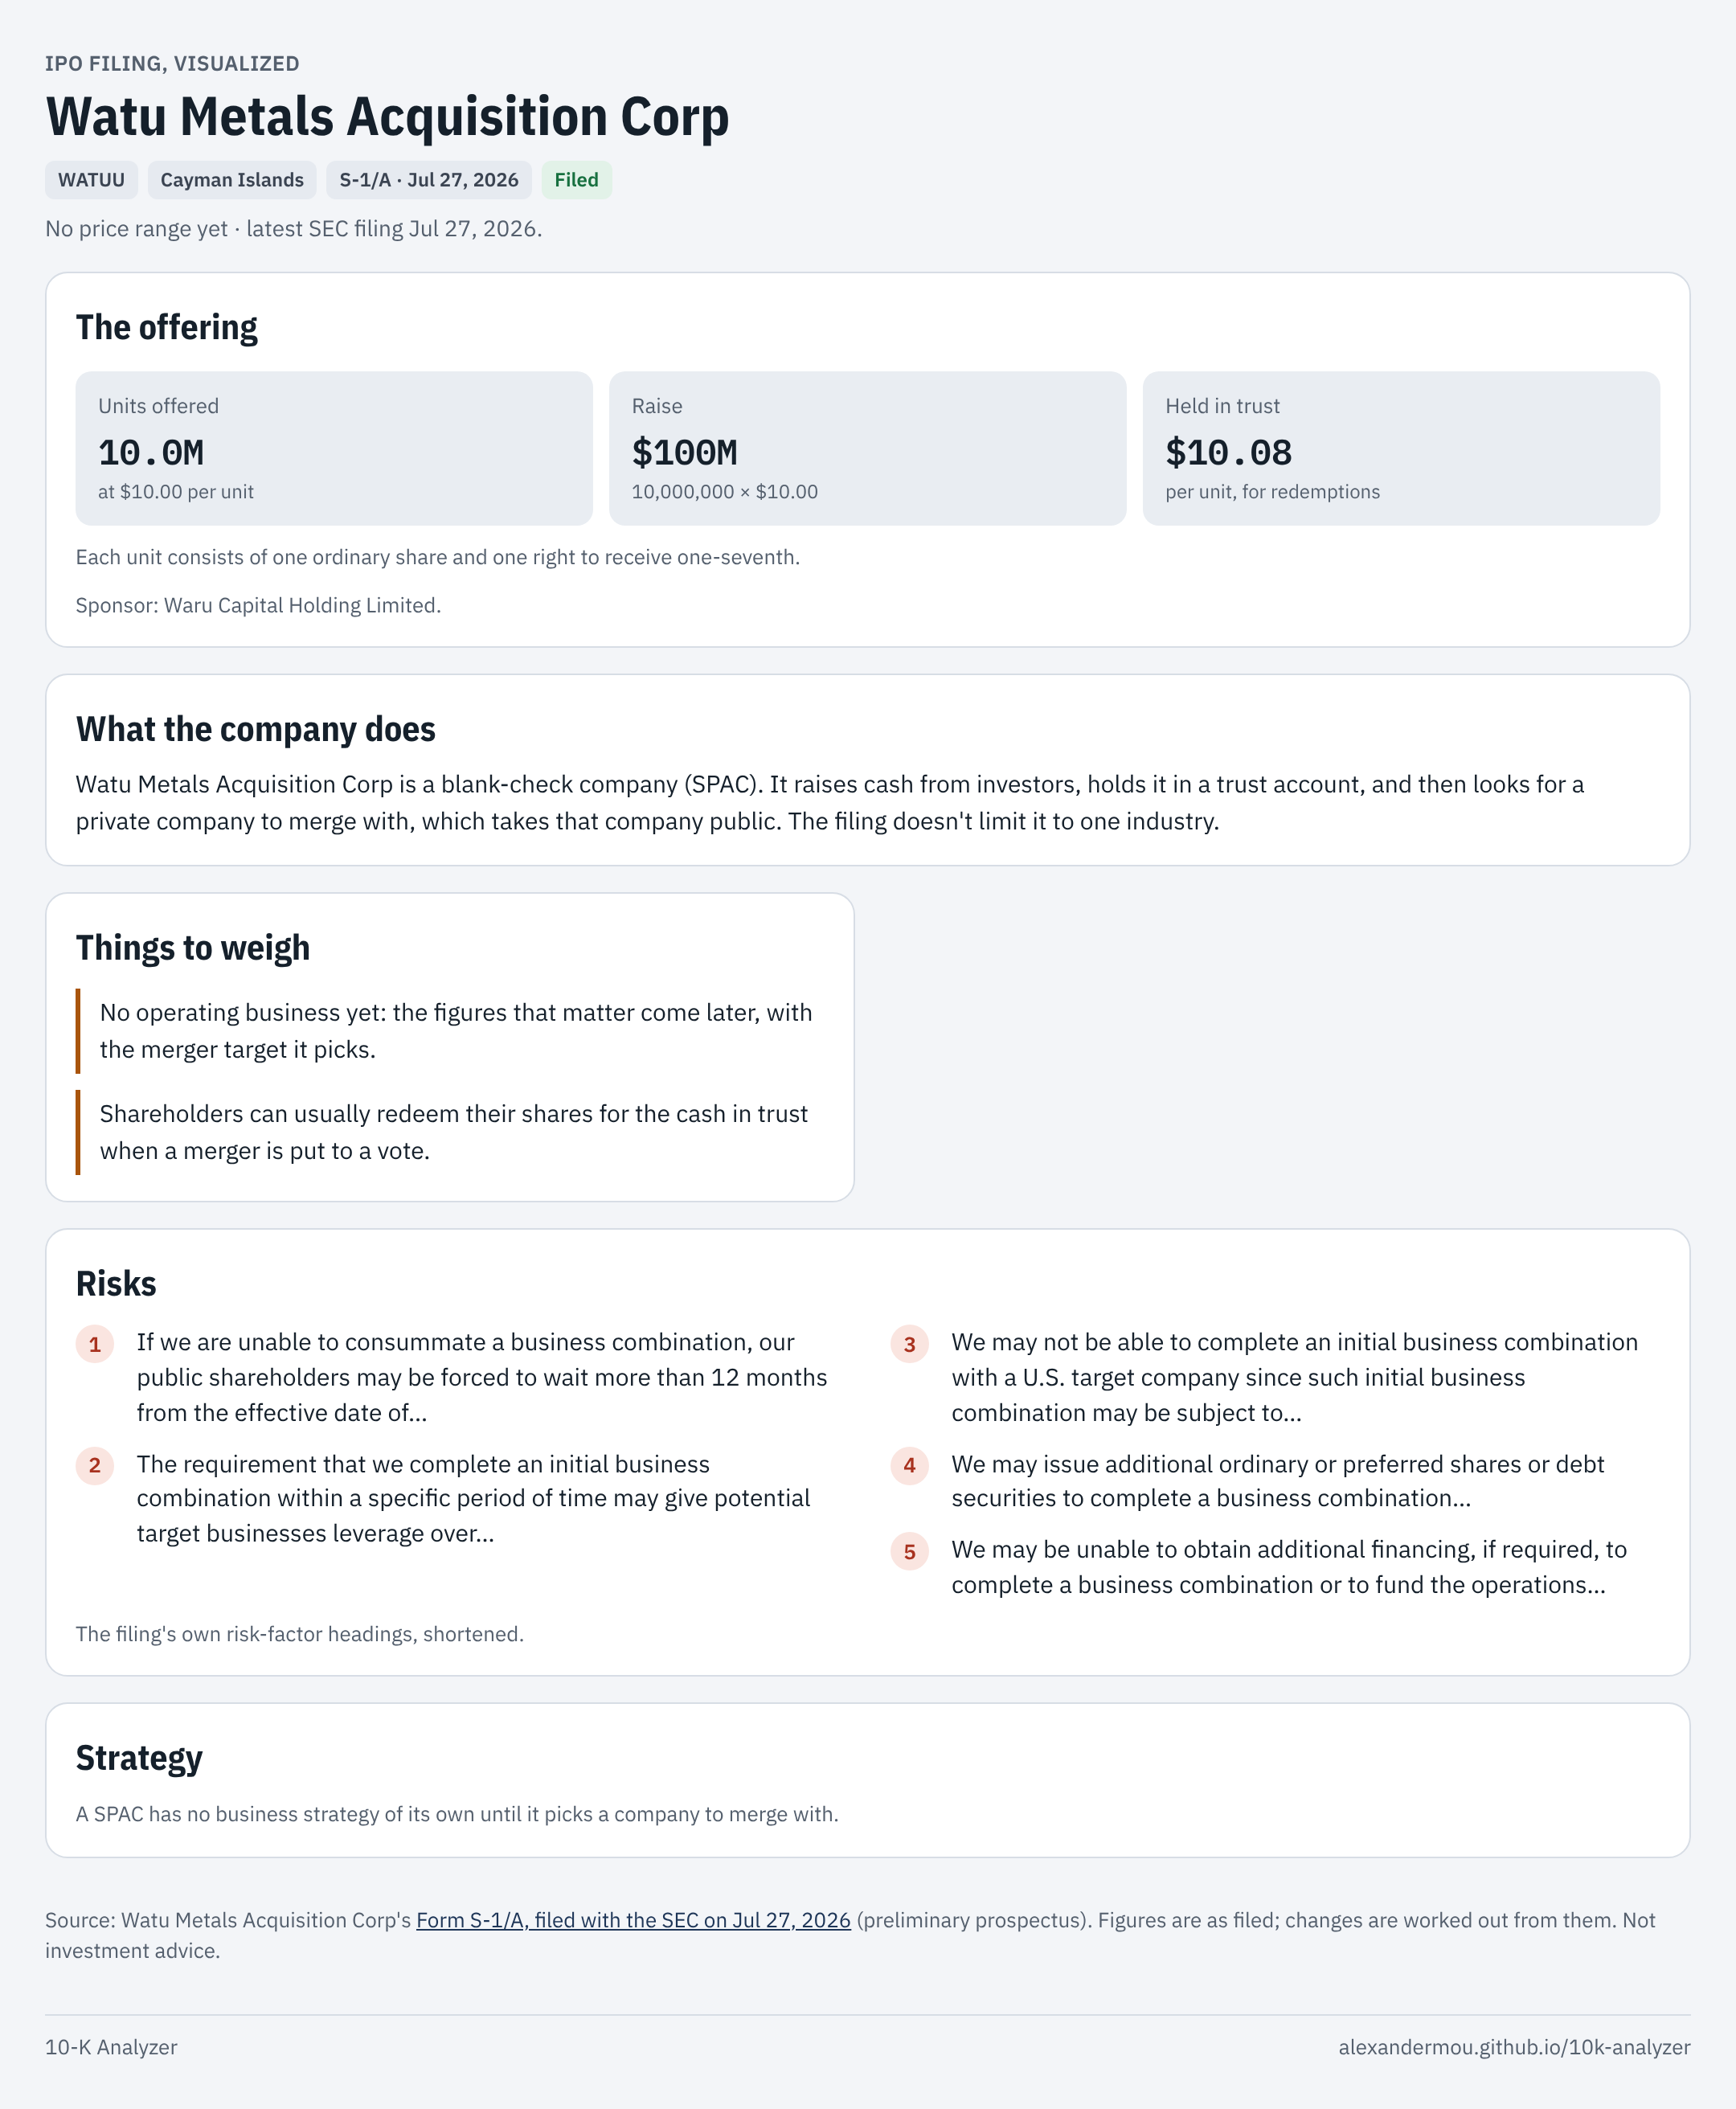 IPO FILING, VISUALIZED
Watu Metals Acquisition Corp
WATUU
Cayman Islands
S-1/A · Jul 27, 2026
Filed
No price range yet · latest SEC filing Jul 27, 2026.
The offering
Units offered
10.0M
at $10.00 per unit
Raise
$100M
10,000,000 × $10.00
Held in trust
$10.08
per unit, for redemptions
Each unit consists of one ordinary share and one right to receive one-seventh.
Sponsor: Waru Capital Holding Limited.
What the company does
Watu Metals Acquisition Corp is a blank-check company (SPAC). It raises cash from investors, holds it in a trust account, and then looks for a
private company to merge with, which takes that company public. The filing doesn't limit it to one industry.
Things to weigh
No operating business yet: the figures that matter come later, with
the merger target it picks.
Shareholders can usually redeem their shares for the cash in trust
when a merger is put to a vote.
Risks
1
If we are unable to consummate a business combination, our
public shareholders may be forced to wait more than 12 months
from the effective date of...
2
The requirement that we complete an initial business
combination within a specific period of time may give potential
target businesses leverage over...
3
We may not be able to complete an initial business combination
with a U.S. target company since such initial business
combination may be subject to...
4
We may issue additional ordinary or preferred shares or debt
securities to complete a business combination...
5
We may be unable to obtain additional financing, if required, to
complete a business combination or to fund the operations...
The filing's own risk-factor headings, shortened.
Strategy
A SPAC has no business strategy of its own until it picks a company to merge with.
Source: Watu Metals Acquisition Corp's Form S-1/A, filed with the SEC on Jul 27, 2026 (preliminary prospectus). Figures are as filed; changes are worked out from them. Not
investment advice.
10-K Analyzer
alexandermou.github.io/10k-analyzer